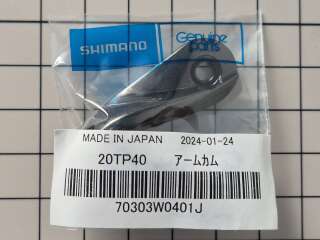 SHIMANO
Genuine
parts
MADE IN JAPAN 2024-01-24
20TP40 アームカム
70303W0401J